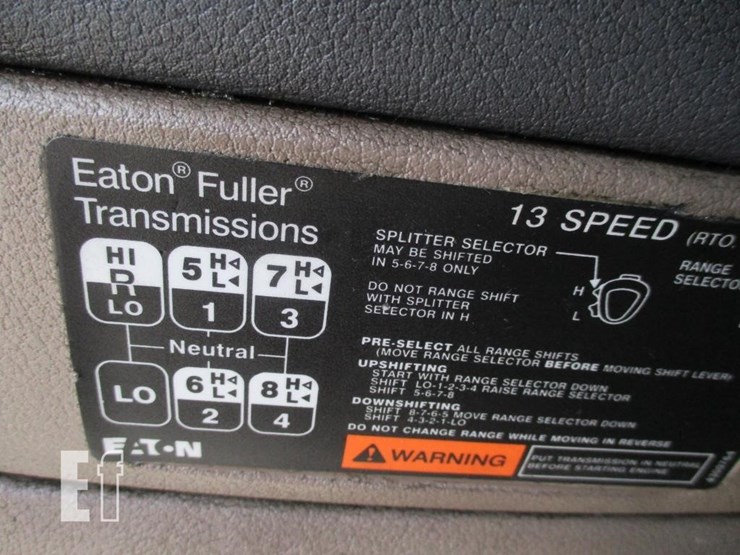 Eaton® Fuller®
Transmissions
HI
R
LO
5 H
L
1
7 H
L
3
Neutral
LO
6 H
L
2
8 H
L
4
EATON
13 SPEED (RTO,
SPLITTER SELECTOR
MAY BE SHIFTED
IN 5-6-7-8 ONLY
DO NOT RANGE SHIFT
WITH SPLITTER
SELECTOR IN H
H
L
RANGE
SELECTO
PRE-SELECT ALL RANGE SHIFTS
(MOVE RANGE SELECTOR BEFORE MOVING SHIFT LEVER)
UPSHIFTING
START WITH RANGE SELECTOR DOWN
SHIFT LO-1-2-3-4 RAISE RANGE SELECTOR
SHIFT 5-6-7-8
DOWNSHIFTING
SHIFT 8-7-6-5 MOVE RANGE SELECTOR DOWN
SHIFT 4-3-2-1-LO
DO NOT CHANGE RANGE WHILE MOVING IN REVERSE
WARNING
PUT TRANSMISSION IN NEUTRAL
BEFORE STARTING ENGINE
Ef